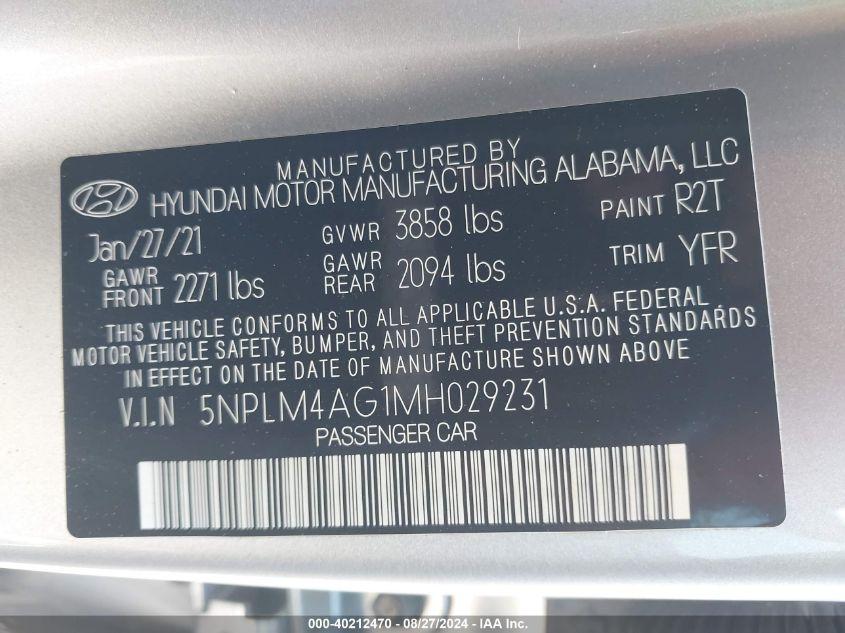 MANUFACTURED BY
HYUNDAI MOTOR MANUFACTURING ALABAMA, LLC
Jan/27/21 GVWR 3858 lbs PAINT R2T
GAWR FRONT 2271 lbs GAWR REAR 2094 lbs TRIM YFR
THIS VEHICLE CONFORMS TO ALL APPLICABLE U.S.A. FEDERAL
MOTOR VEHICLE SAFETY, BUMPER, AND THEFT PREVENTION STANDARDS
IN EFFECT ON THE DATE OF MANUFACTURE SHOWN ABOVE
V.I.N 5NPLM4AG1MH029231
PASSENGER CAR
- 40212470 - 08/27/2024 - IAA Inc.